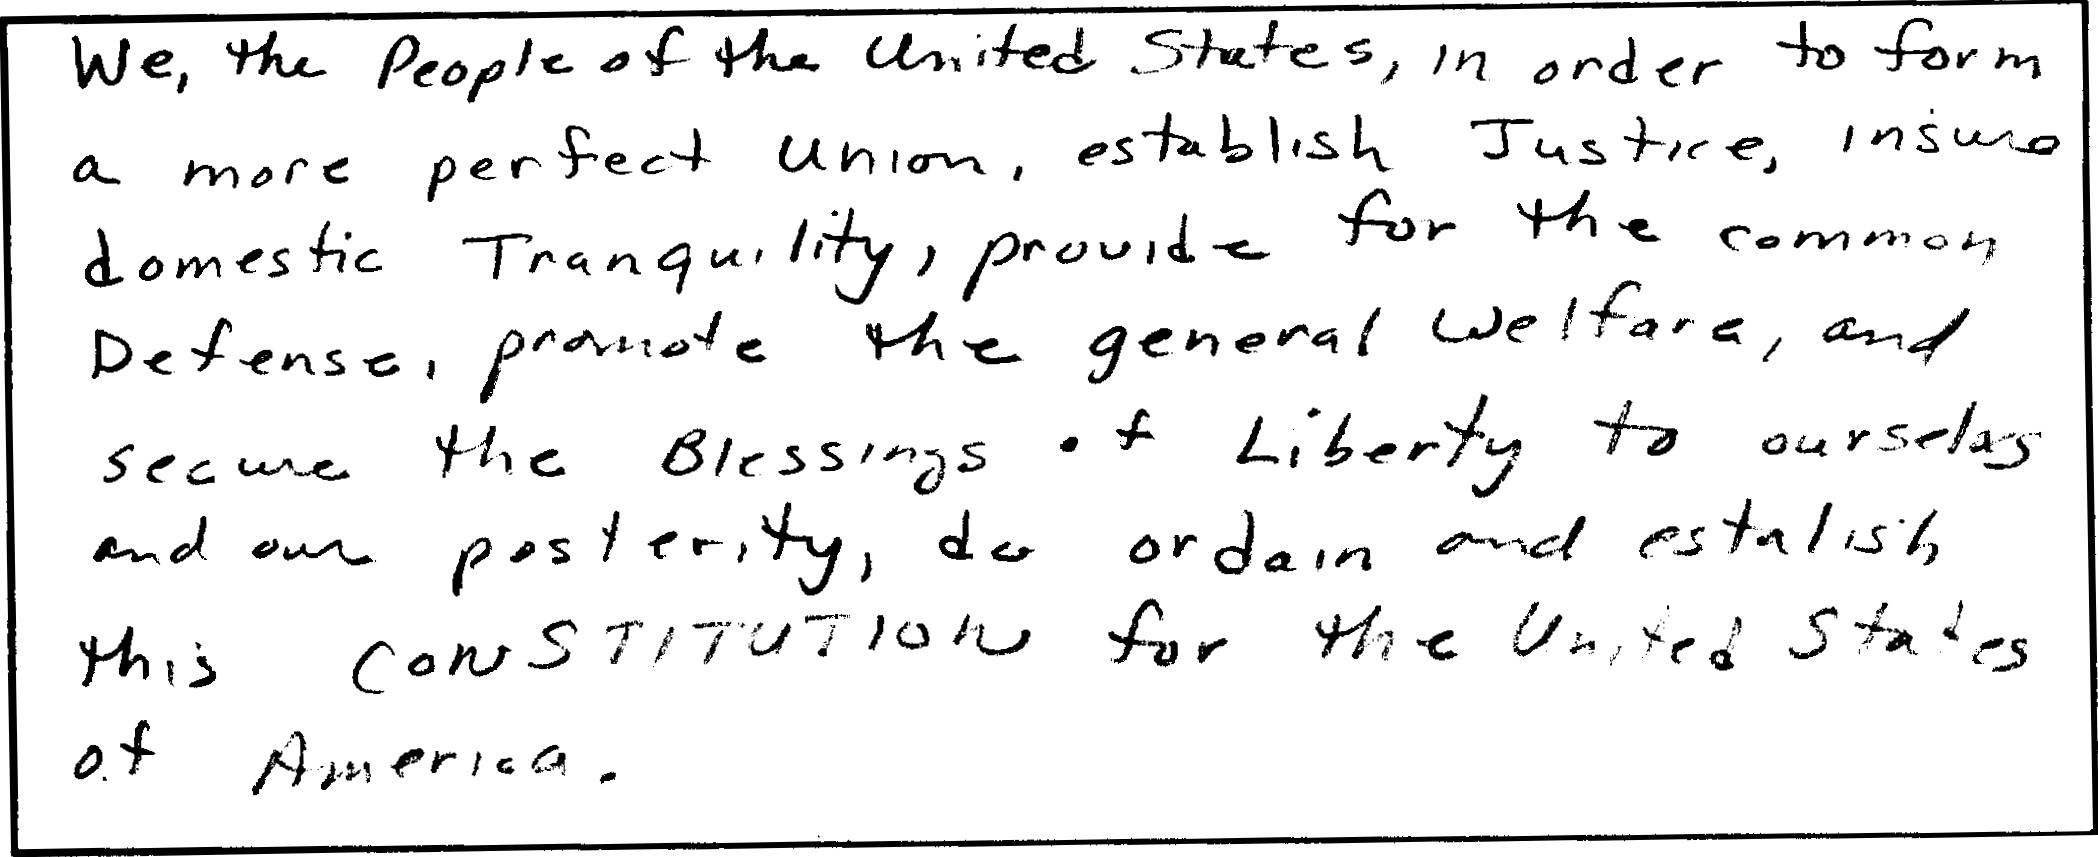 We, the People of the United States, in order to form
a more perfect Union, establish Justice, insure
domestic Tranquility, provide for the common
Defense, promote the general Welfare, and
secure the Blessings of Liberty to ourselves
and our posterity, do ordain and estalish
this CONSTITUTION for the United States
of America.